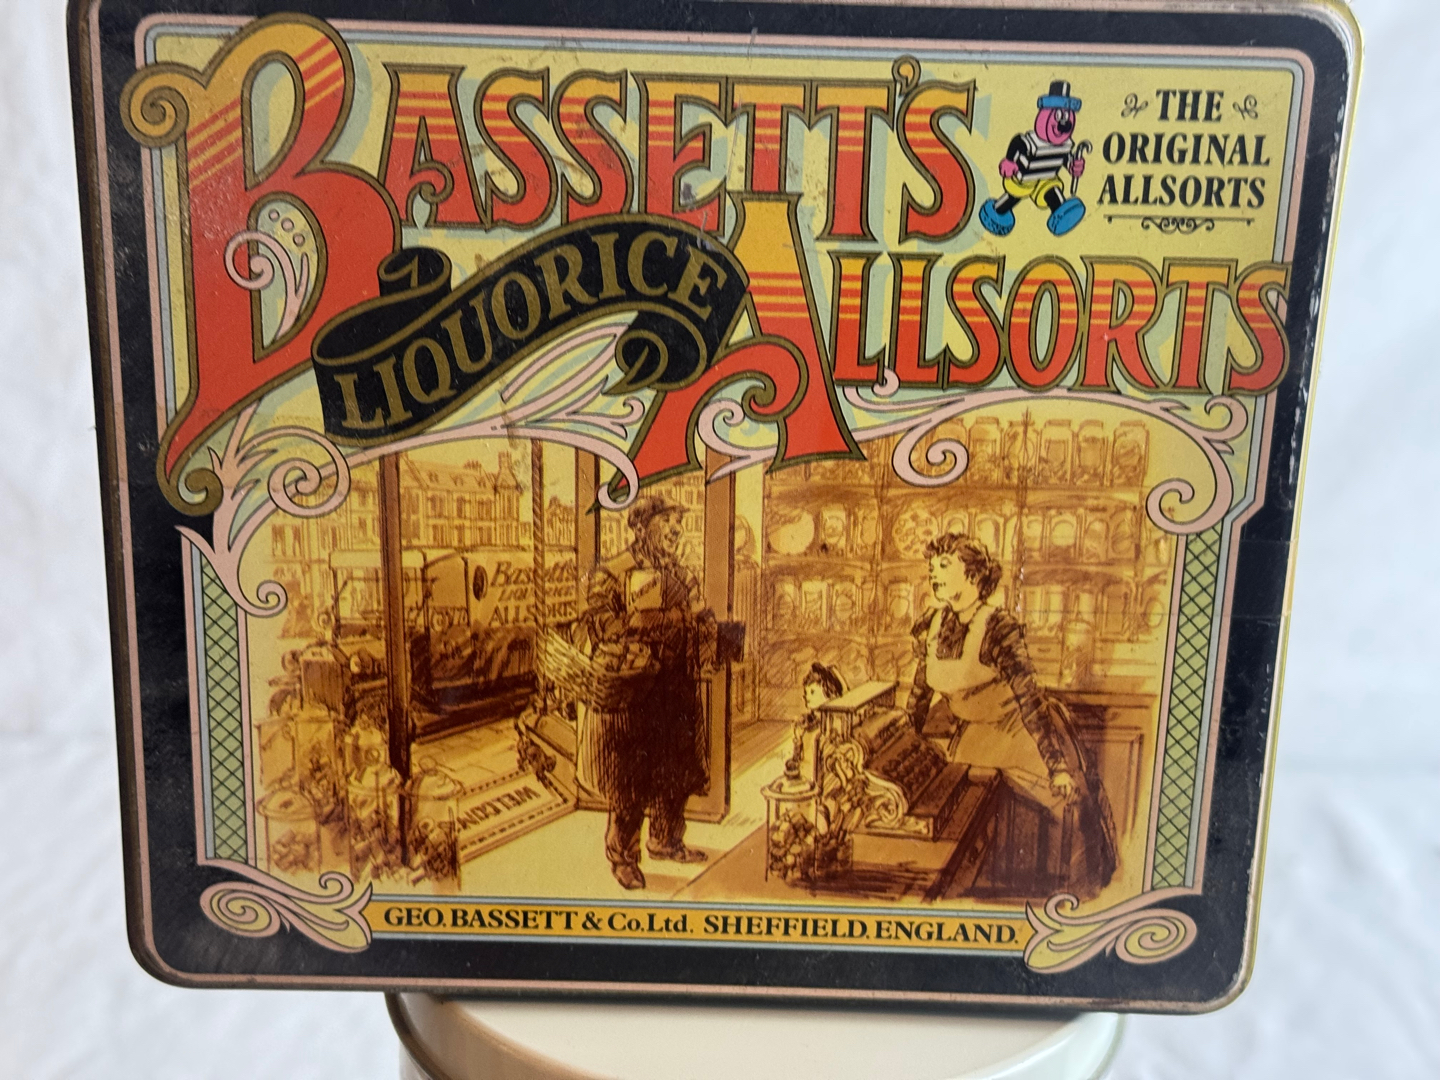 BASSETT'S
THE
ORIGINAL
ALLSORTS
LIQUORICE
ALLSORTS
Bassett's
LIQUORICE
ALLSORTS
WELCOME
GEO. BASSETT & Co.Ltd. SHEFFIELD. ENGLAND.